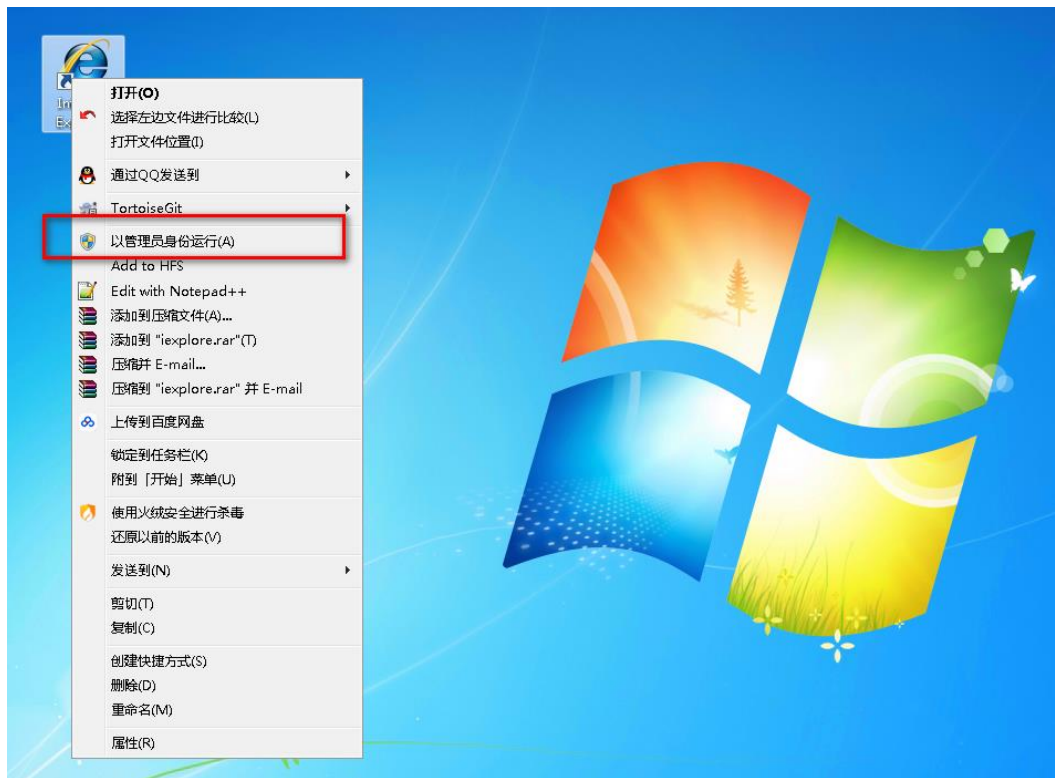 打开(O)
选择左边文件进行比较(L)
打开文件位置(I)
通过QQ发送到
TortoiseGit
以管理员身份运行(A)
Add to HFS
Edit with Notepad++
添加到压缩文件(A)...
添加到 "iexplore.rar"(T)
压缩并 E-mail...
压缩到 "iexplore.rar" 并 E-mail
上传到百度网盘
锁定到任务栏(K)
附到「开始」菜单(U)
使用火绒安全进行杀毒
还原以前的版本(V)
发送到(N)
剪切(T)
复制(C)
创建快捷方式(S)
删除(D)
重命名(M)
属性(R)